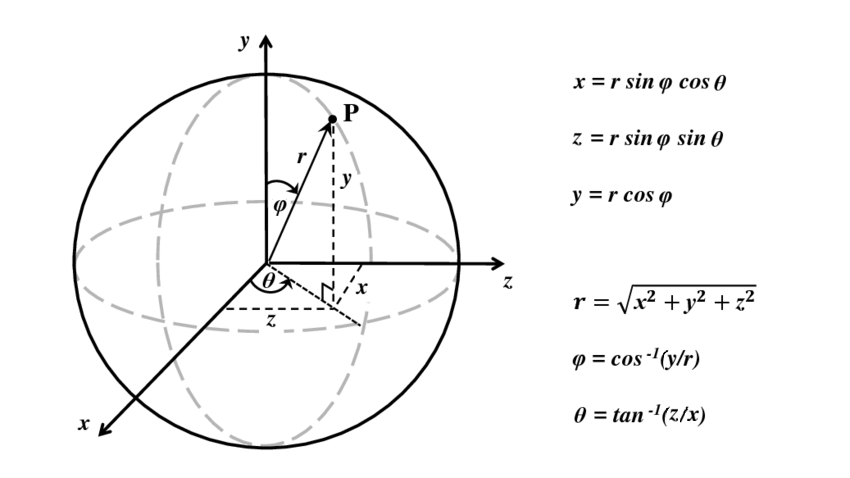 y
P
r
y
φ
θ
x
z
z
x
x = r sin φ cos θ
z = r sin φ sin θ
y = r cos φ
r = √x² + y² + z²
φ = cos⁻¹(y/r)
θ = tan⁻¹(z/x)